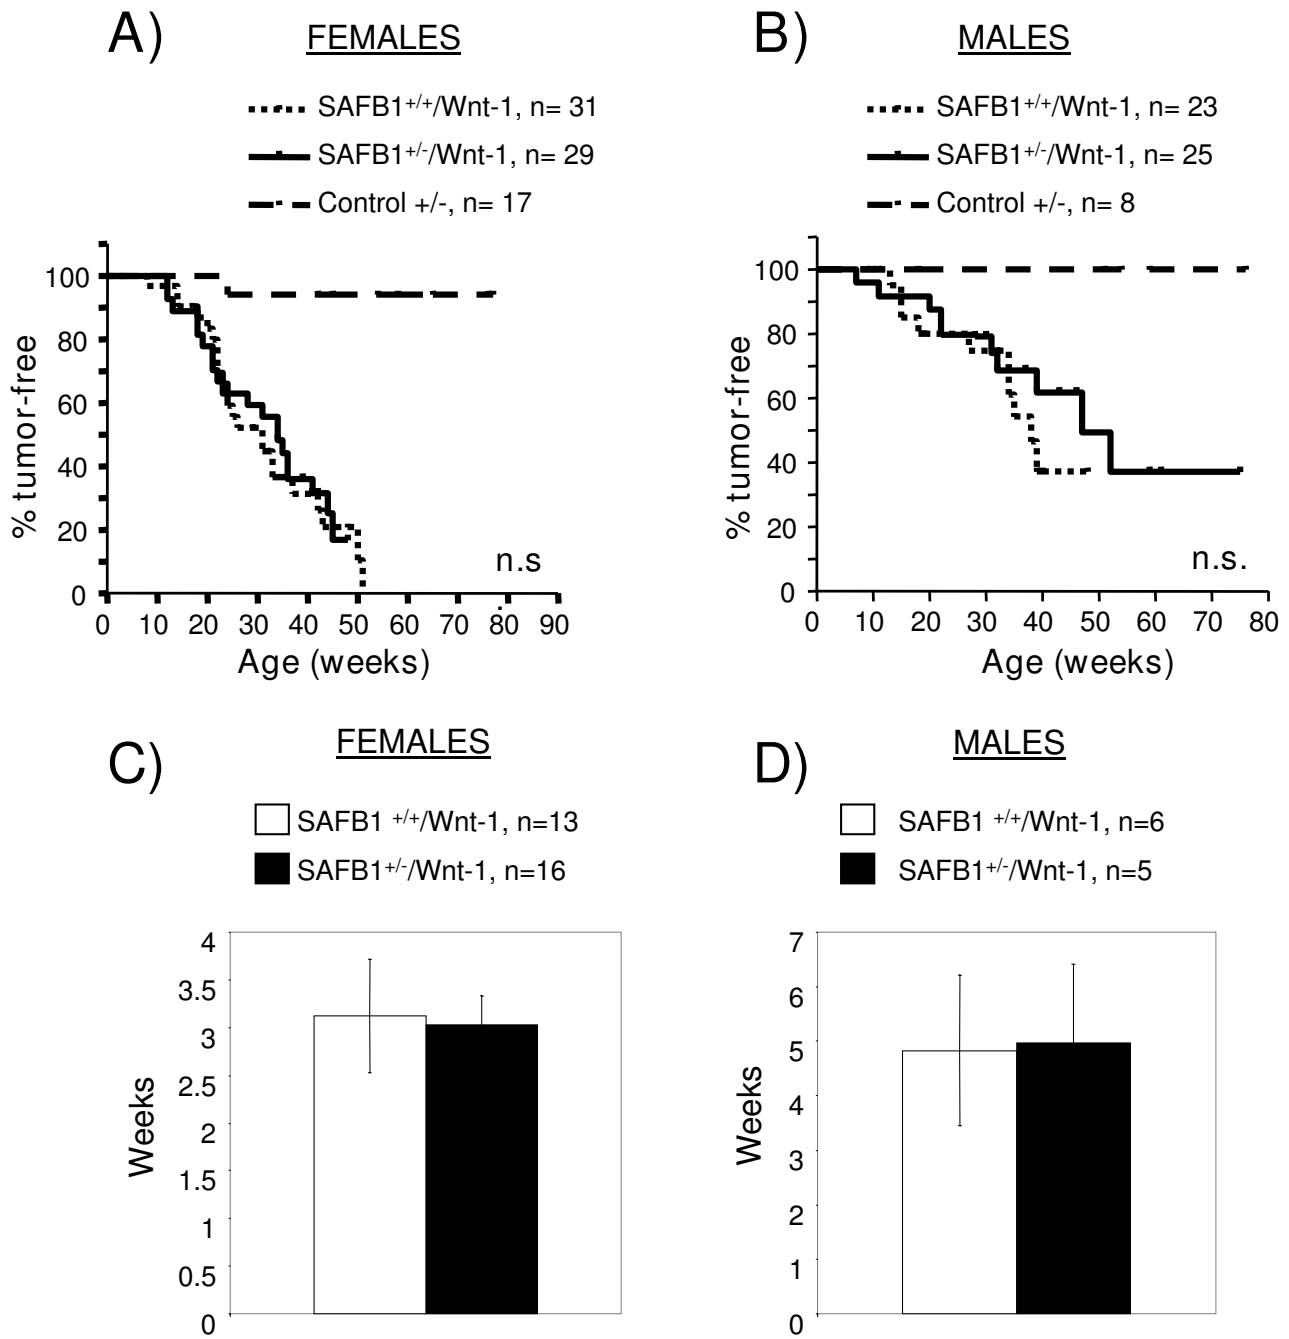 A)
FEMALES
SAFB1+/+/Wnt-1, n= 31
SAFB1+/-/Wnt-1, n= 29
Control +/-, n= 17
% tumor-free
100
80
60
40
20
0
n.s
0 10 20 30 40 50 60 70 80 90
Age (weeks)
B)
MALES
SAFB1+/+/Wnt-1, n= 23
SAFB1+/-/Wnt-1, n= 25
Control +/-, n= 8
% tumor-free
100
80
60
40
20
0
n.s.
0 10 20 30 40 50 60 70 80
Age (weeks)
C)
FEMALES
SAFB1 +/+/Wnt-1, n=13
SAFB1+/-/Wnt-1, n=16
Weeks
4
3.5
3
2.5
2
1.5
1
0.5
0
D)
MALES
SAFB1 +/+/Wnt-1, n=6
SAFB1+/-/Wnt-1, n=5
Weeks
7
6
5
4
3
2
1
0